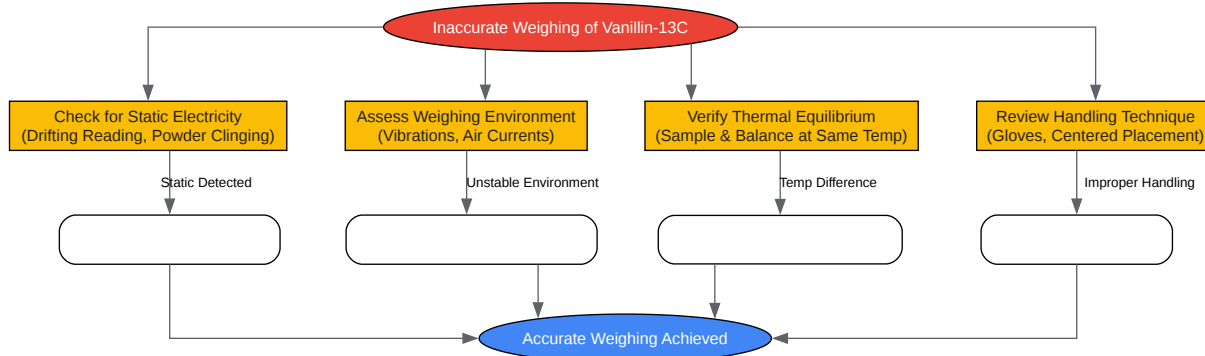 Inaccurate Weighing of Vanillin-13C
Check for Static Electricity
(Drifting Reading, Powder Clinging)
Assess Weighing Environment
(Vibrations, Air Currents)
Verify Thermal Equilibrium
(Sample & Balance at Same Temp)
Review Handling Technique
(Gloves, Centered Placement)
Static Detected
Unstable Environment
Temp Difference
Improper Handling
Accurate Weighing Achieved